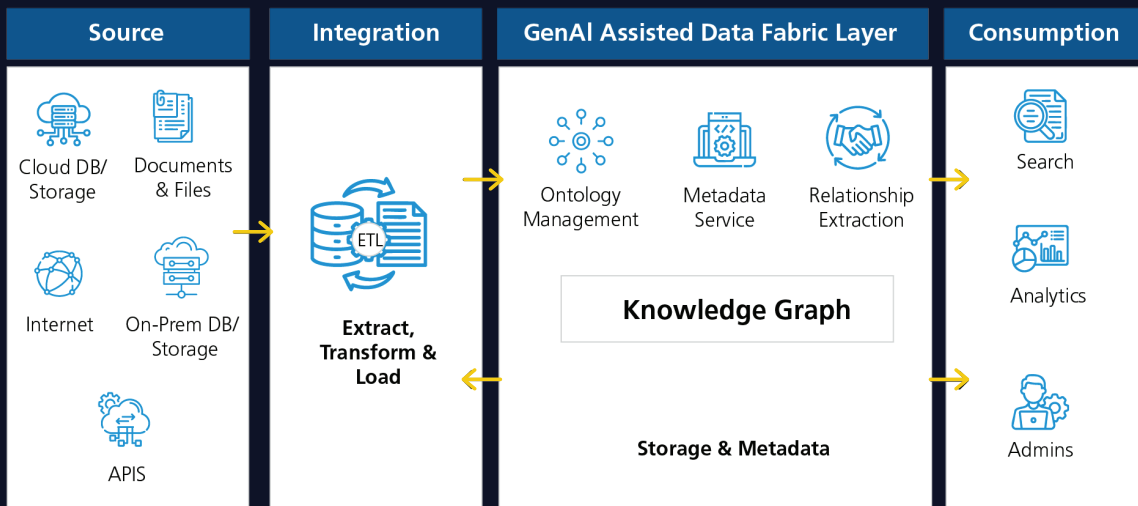 Source
Cloud DB/
Storage
Documents
& Files
Internet
On-Prem DB/
Storage
APIS
Integration
ETL
Extract,
Transform &
Load
GenAI Assisted Data Fabric Layer
Ontology
Management
Metadata
Service
Relationship
Extraction
Knowledge Graph
Storage & Metadata
Consumption
Search
Analytics
Admins